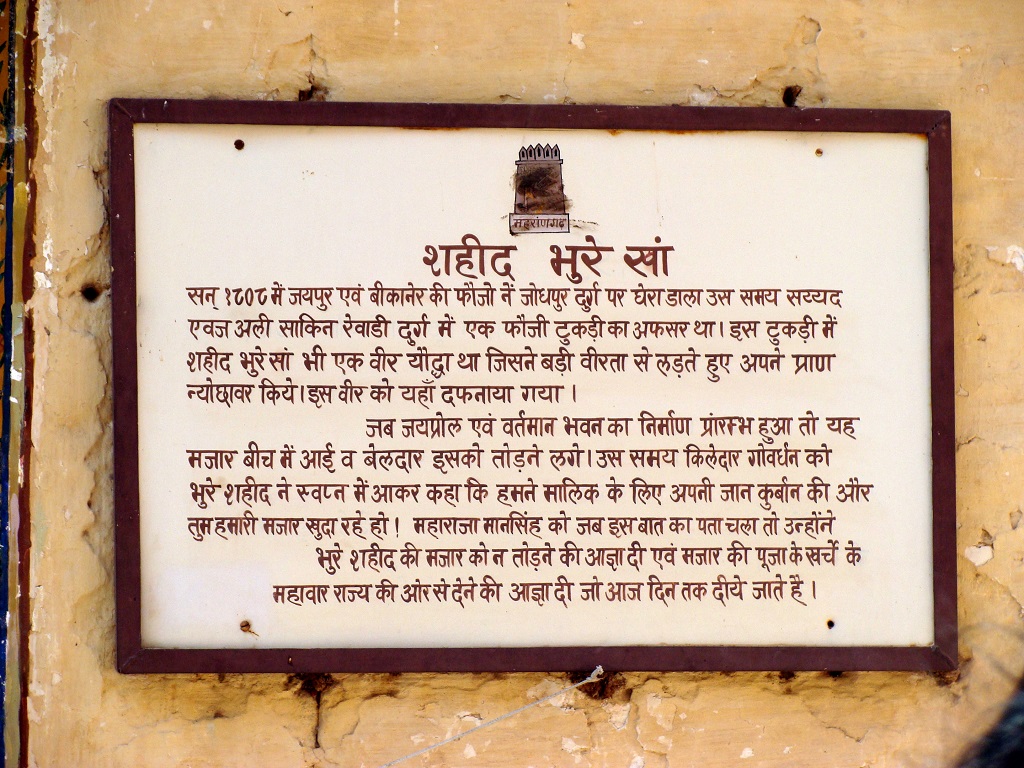 महरांणगढ़
शहीद भुरे खां
सन् १८०८ में जयपुर एवं बीकानेर की फौजो नें जोधपुर दुर्ग पर घेरा डाला उस समय सय्यद
एवज अली साकिन रेवाडी दुर्ग में एक फौजी टुकड़ी का अफसर था। इस टुकड़ी में
शहीद भुरे खां भी एक वीर यौद्धा था जिसने बड़ी वीरता से लड़ते हुए अपने प्राण
न्योछावर किये। इस वीर को यहाँ दफनाया गया ।
जब जयप्रोल एवं वर्तमान भवन का निर्माण प्रांरम्भ हुआ तो यह
मजार बीच में आई व बेलदार इसको तोड़ने लगे। उस समय किलेदार गोवर्धन को
भुरे शहीद ने स्वप्न में आकर कहा कि हमने मालिक के लिए अपनी जान कुर्बान की और
तुम हमारी मजार खुदा रहे हो! महाराजा मानसिंह को जब इस बात का पता चला तो उन्होंने
भुरे शहीद की मजार को न तोड़ने की आज्ञा दी एवं मजार की पूजा के खर्चे के
महावार राज्य की ओर से देने की आज्ञा दी जो आज दिन तक दीये जाते है ।